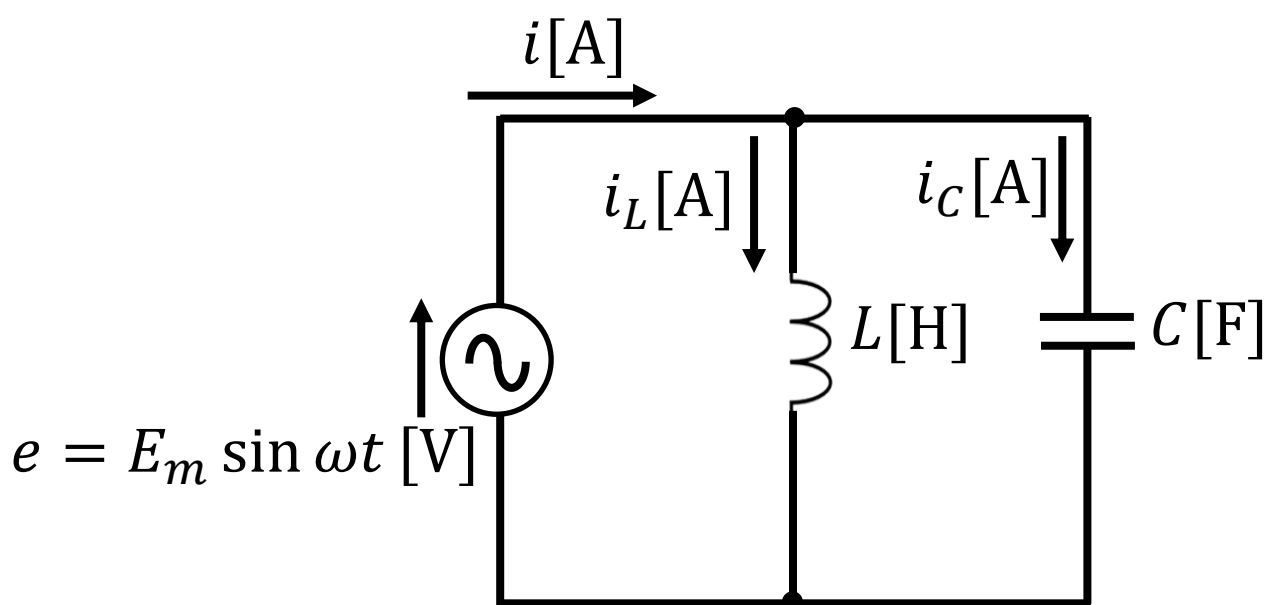 i[A]
i_L[A]
i_C[A]
L[H]
C[F]
e = E_m sin ωt [V]